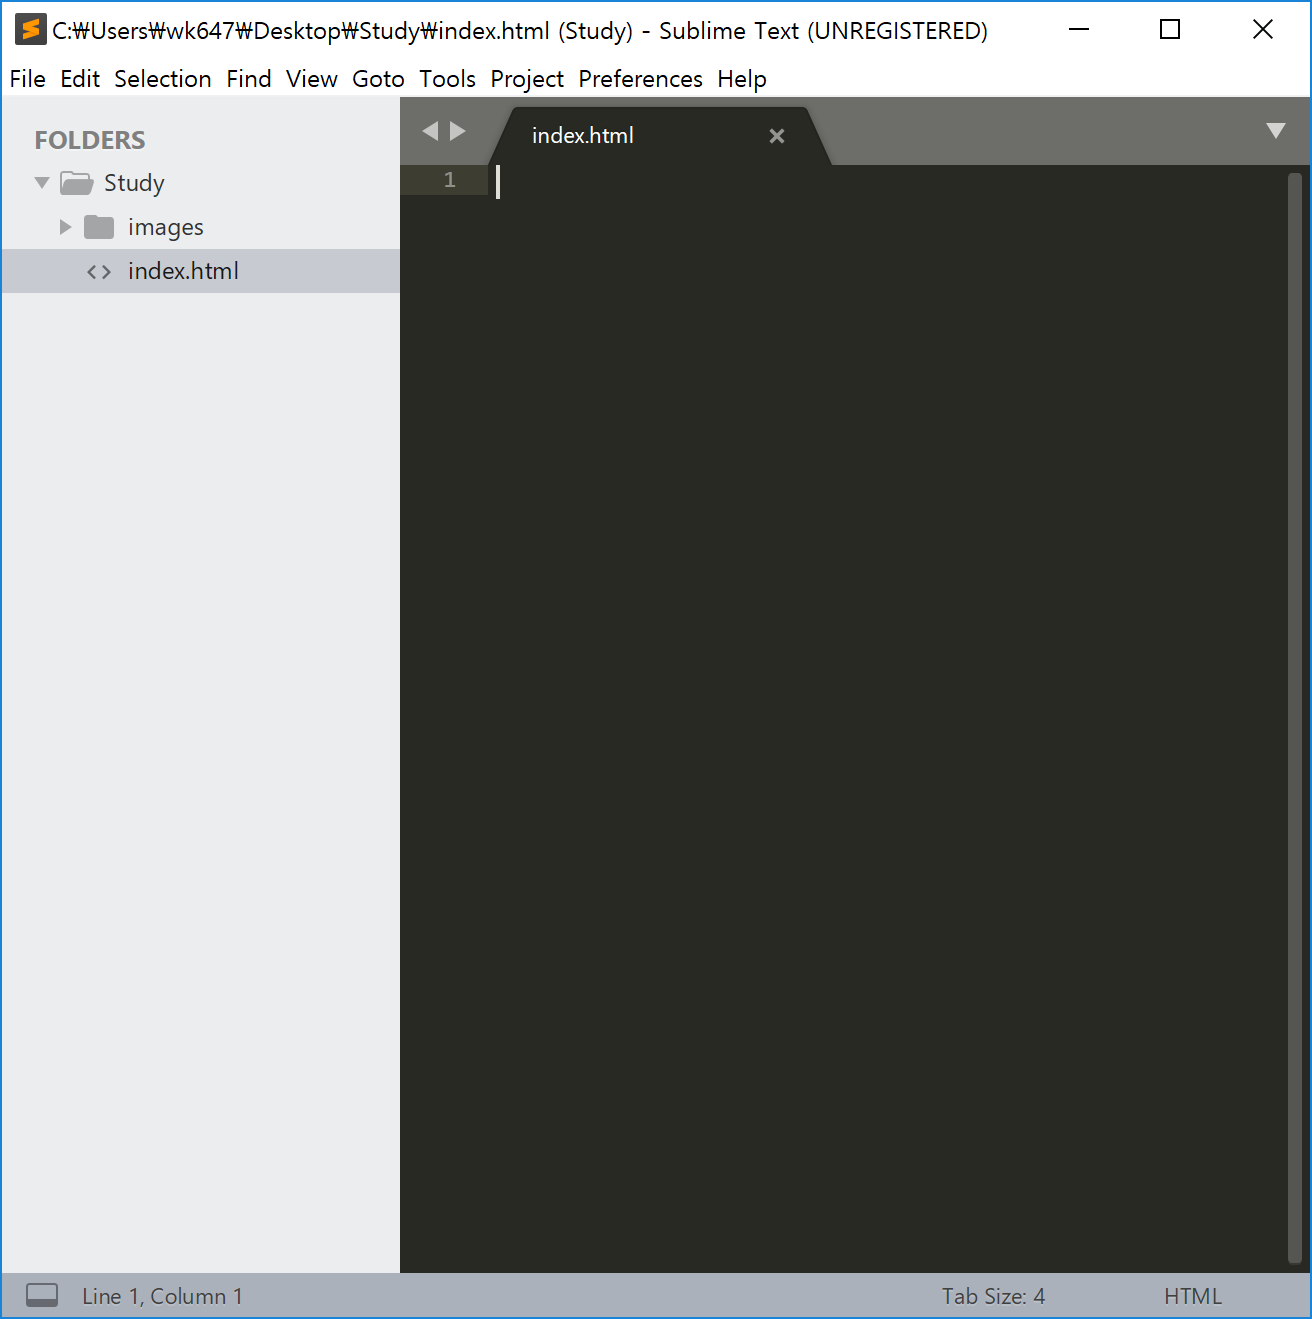 C:₩Users₩wk647₩Desktop₩Study₩index.html (Study) - Sublime Text (UNREGISTERED)
File Edit Selection Find View Goto Tools Project Preferences Help
FOLDERS
Study
images
index.html
index.html
1
Line 1, Column 1
Tab Size: 4
HTML